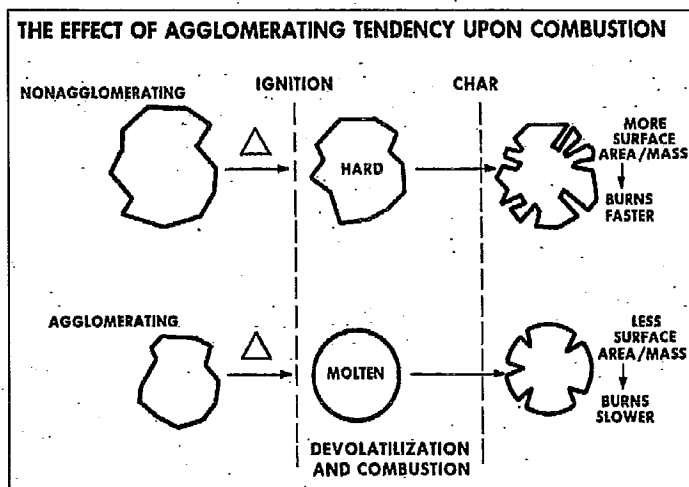 THE EFFECT OF AGGLOMERATING TENDENCY UPON COMBUSTION
IGNITION
CHAR
NONAGGLOMERATING
HARD
MORE
SURFACE
AREA/MASS
BURNS
FASTER
AGGLOMERATING
MOLTEN
LESS
SURFACE
AREA/MASS
BURNS
SLOWER
DEVOLATILIZATION
AND COMBUSTION